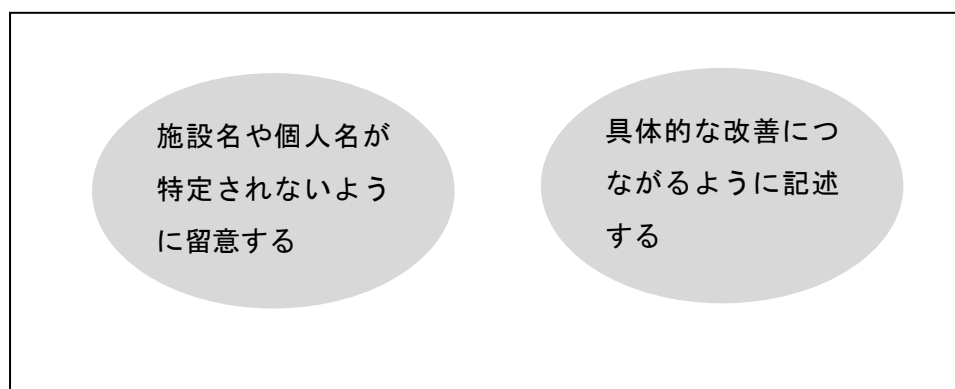 施設名や個人名が
特定されないよう
に留意する
具体的な改善につ
ながるように記述
する